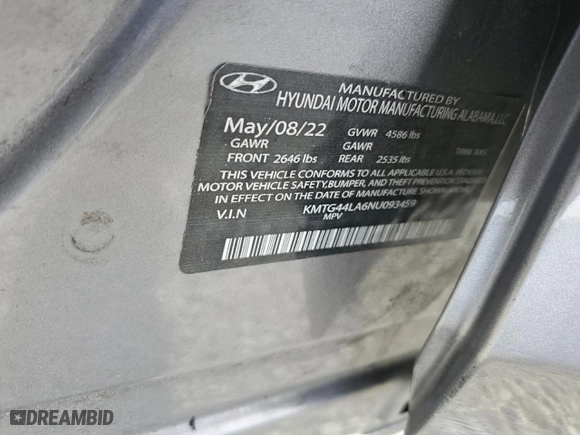 MANUFACTURED BY
HYUNDAI MOTOR MANUFACTURING ALABAMA, LLC
May/08/22 GVWR 4586 lbs
GAWR GAWR
FRONT 2646 lbs REAR 2535 lbs
THIS VEHICLE CONFORMS TO ALL APPLICABLE U.S.A. FEDERAL
MOTOR VEHICLE SAFETY, BUMPER, AND THEFT PREVENTION STANDARDS
IN EFFECT ON THE DATE OF MANUFACTURE SHOWN ABOVE.
V.I.N KMTG44LA6NU093459
MPV
DREAMBID